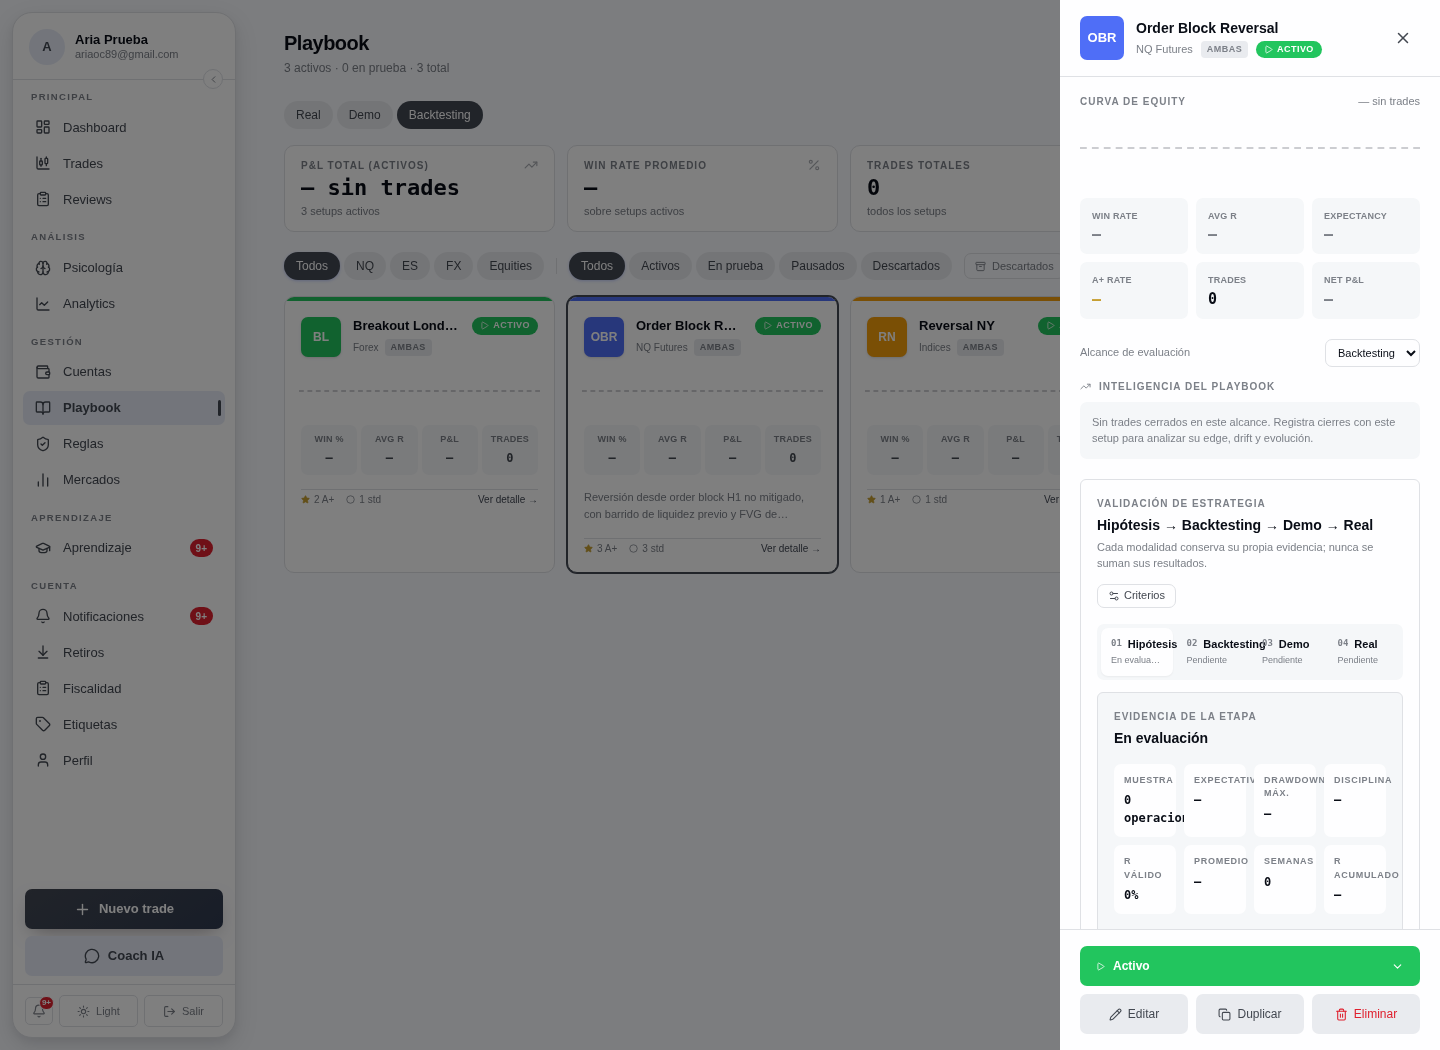 A
Aria Prueba
ariaoc89@gmail.com
PRINCIPAL
Dashboard
Trades
Reviews
ANÁLISIS
Psicología
Analytics
GESTIÓN
Cuentas
Playbook
Reglas
Mercados
APRENDIZAJE
Aprendizaje 9+
CUENTA
Notificaciones 9+
Retiros
Fiscalidad
Etiquetas
Perfil
Nuevo trade
Coach IA
9+ Light Salir
Playbook
3 activos · 0 en prueba · 3 total
Real Demo Backtesting
P&L TOTAL (ACTIVOS)
— sin trades
3 setups activos
WIN RATE PROMEDIO
—
sobre setups activos
TRADES TOTALES
0
todos los setups
Todos NQ ES FX Equities Todos Activos En prueba Pausados Descartados Descartados
BL Breakout Lond… ACTIVO
Forex AMBAS
WIN % AVG R P&L TRADES
— — — 0
2 A+ 1 std Ver detalle →
OBR Order Block R… ACTIVO
NQ Futures AMBAS
WIN % AVG R P&L TRADES
— — — 0
Reversión desde order block H1 no mitigado,
con barrido de liquidez previo y FVG de…
3 A+ 3 std Ver detalle →
RN Reversal NY
Indices AMBAS
WIN % AVG R P&L
— — —
1 A+ 1 std Ver
OBR Order Block Reversal
NQ Futures AMBAS ACTIVO
CURVA DE EQUITY — sin trades
WIN RATE AVG R EXPECTANCY
— — —
A+ RATE TRADES NET P&L
— 0 —
Alcance de evaluación Backtesting
INTELIGENCIA DEL PLAYBOOK
Sin trades cerrados en este alcance. Registra cierres con este
setup para analizar su edge, drift y evolución.
VALIDACIÓN DE ESTRATEGIA
Hipótesis → Backtesting → Demo → Real
Cada modalidad conserva su propia evidencia; nunca se
suman sus resultados.
Criterios
01 Hipótesis 02 Backtesting 03 Demo 04 Real
En evalua… Pendiente Pendiente Pendiente
EVIDENCIA DE LA ETAPA
En evaluación
MUESTRA
0
operacion
EXPECTATIV
—
DRAWDOWN
MÁX.
—
DISCIPLINA
—
R
VÁLIDO
0%
PROMEDIO
—
SEMANAS
0
R
ACUMULADO
—
Activo
Editar Duplicar Eliminar